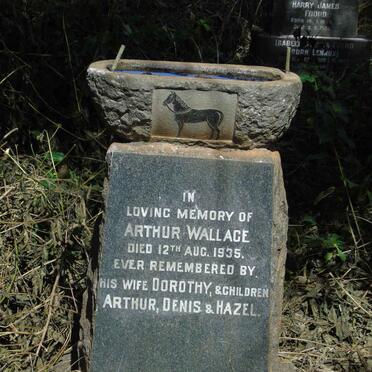 HARRY JAMES
FOORD
IN
LOVING MEMORY OF
ARTHUR WALLACE
DIED 12TH AUG. 1935.
EVER REMEMBERED BY
HIS WIFE DOROTHY, & CHILDREN
ARTHUR, DENIS & HAZEL.